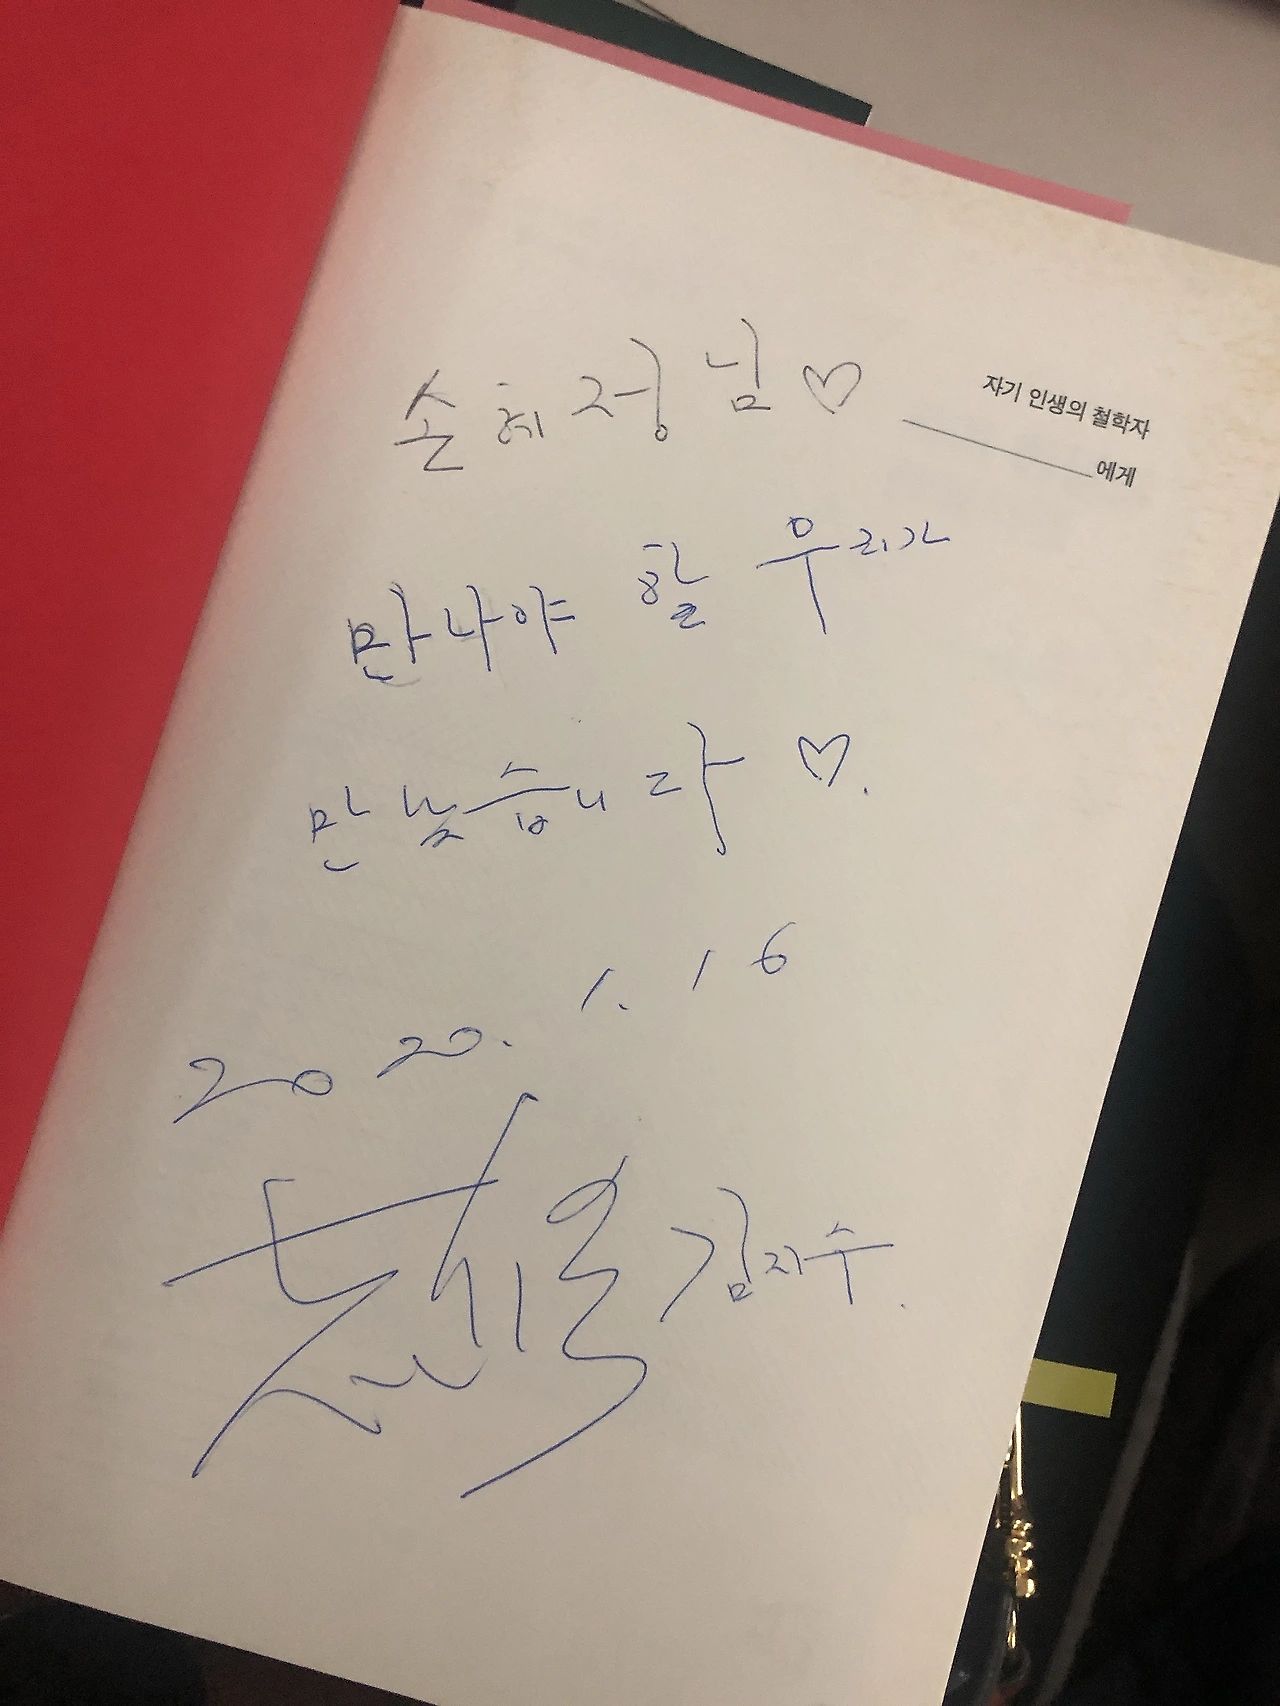 자기 인생의 철학자
에게
손혜정 님 ♡
만나야 할 우리가
만났습니다 ♡.
2020. 1. 16
김지수.